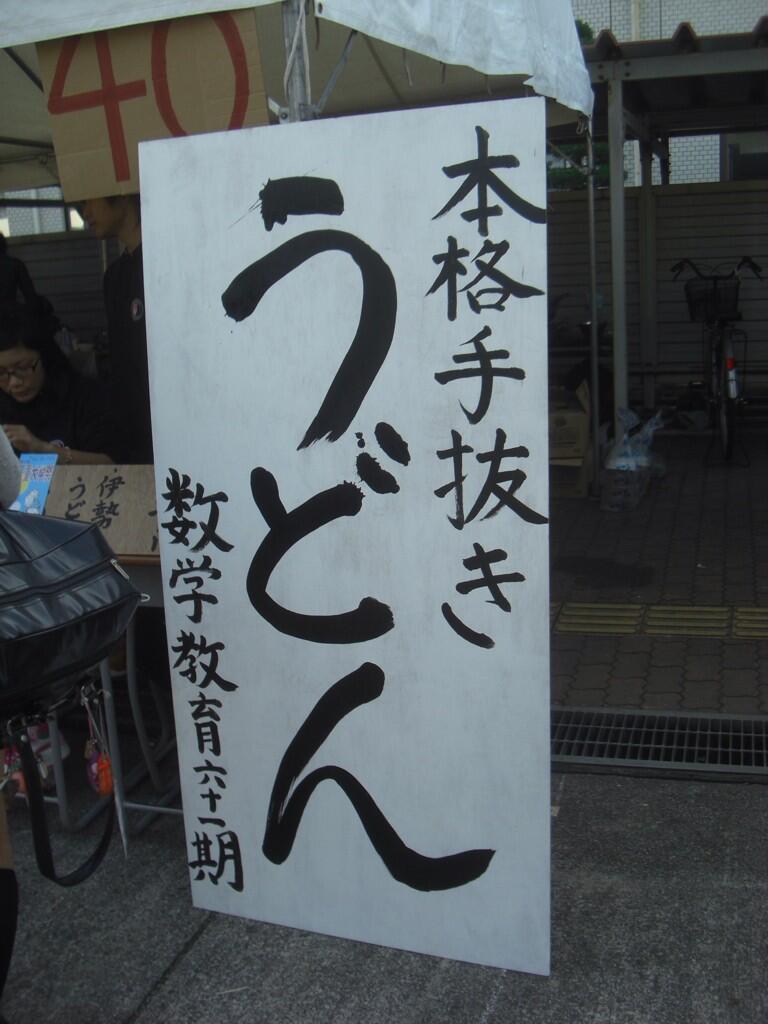 40
本格手抜き
うどん
数学教育六十一期
伊勢
うど